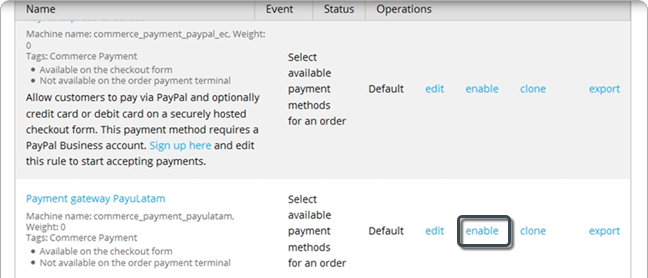 Name Event Status Operations
Machine name: commerce_payment_paypal_ec, Weight:
0
Tags: Commerce Payment
Available on the checkout form
Not available on the order payment terminal
Allow customers to pay via PayPal and optionally
credit card or debit card on a securely hosted
checkout form. This payment method requires a
PayPal Business account. Sign up here and edit
this rule to start accepting payments.
Select
available
payment
methods
for an order
Default edit enable clone export
Payment gateway PayuLatam
Machine name: commerce_payment_payulatam,
Weight: 0
Tags: Commerce Payment
Available on the checkout form
Not available on the order payment terminal
Select
available
payment
methods
for an order
Default edit enable clone export